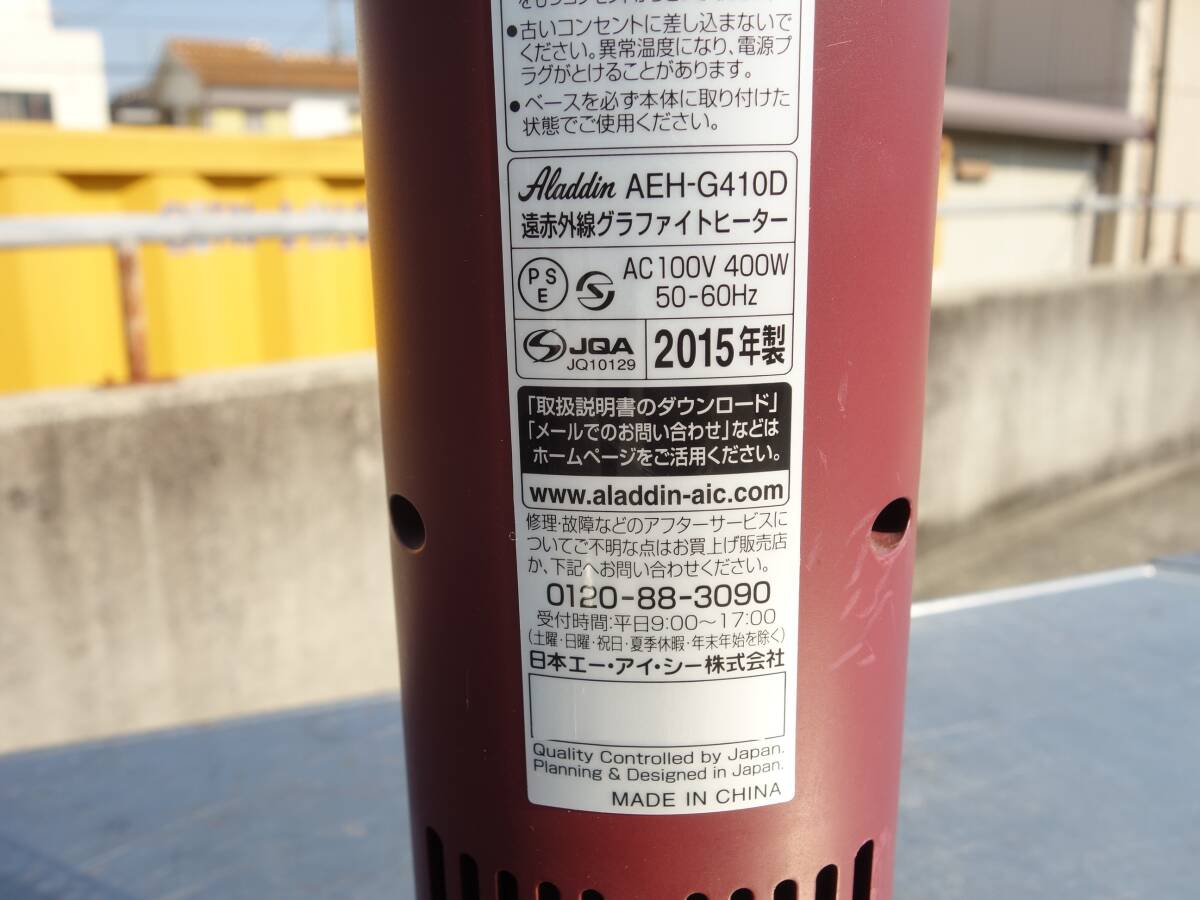 •古いコンセントに差し込まないで
ください。異常温度になり、電源プ
ラグがとけることがあります。
•ベースを必ず本体に取り付けた
状態でご使用ください。
Aladdin AEH-G410D
遠赤外線グラファイトヒーター
PSE
AC100V 400W
50-60Hz
JQA
JQ10129
2015年製
「取扱説明書のダウンロード」
「メールでのお問い合わせ」などは
ホームページをご活用ください。
www.aladdin-aic.com
修理・故障などのアフターサービスに
ついてご不明な点はお買上げ販売店
か、下記へお問い合わせください。
0120-88-3090
受付時間:平日9:00〜17:00
(土曜・日曜・祝日・夏季休暇・年末年始を除く)
日本エー・アイ・シー株式会社
Quality Controlled by Japan.
Planning & Designed in Japan.
MADE IN CHINA